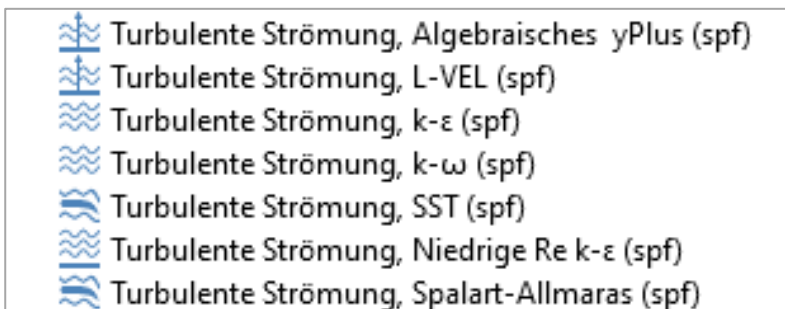 Turbulente Strömung, Algebraisches yPlus (spf)
Turbulente Strömung, L-VEL (spf)
Turbulente Strömung, k-ε (spf)
Turbulente Strömung, k-ω (spf)
Turbulente Strömung, SST (spf)
Turbulente Strömung, Niedrige Re k-ε (spf)
Turbulente Strömung, Spalart-Allmaras (spf)